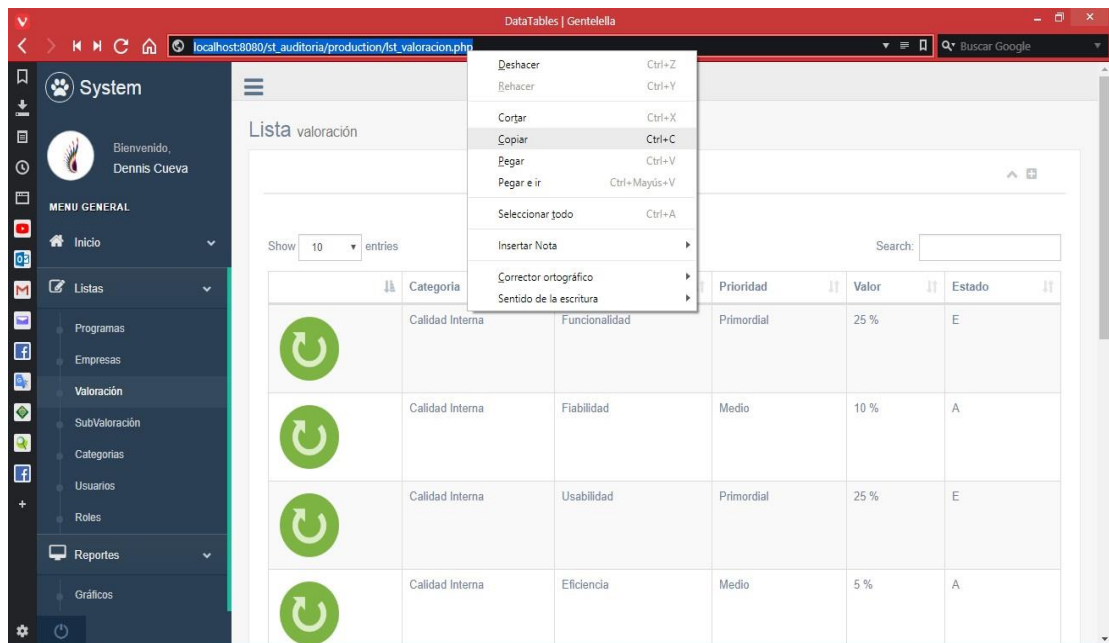 DataTables | Gentelella
localhost:8080/st_auditoria/production/lst_valoracion.php
Buscar Google
System
Bienvenido,
Dennis Cueva
MENU GENERAL
Inicio
Listas
Programas
Empresas
Valoración
SubValoración
Categorias
Usuarios
Roles
Reportes
Gráficos
Deshacer Ctrl+Z
Rehacer Ctrl+Y
Cortar Ctrl+X
Copiar Ctrl+C
Pegar Ctrl+V
Pegar e ir Ctrl+Mayús+V
Seleccionar todo Ctrl+A
Insertar Nota
Corrector ortográfico
Sentido de la escritura
Lista valoración
Show 10 entries
Search:
Categoria Prioridad Valor Estado
Calidad Interna Funcionalidad Primordial 25 % E
Calidad Interna Fiabilidad Medio 10 % A
Calidad Interna Usabilidad Primordial 25 % E
Calidad Interna Eficiencia Medio 5 % A